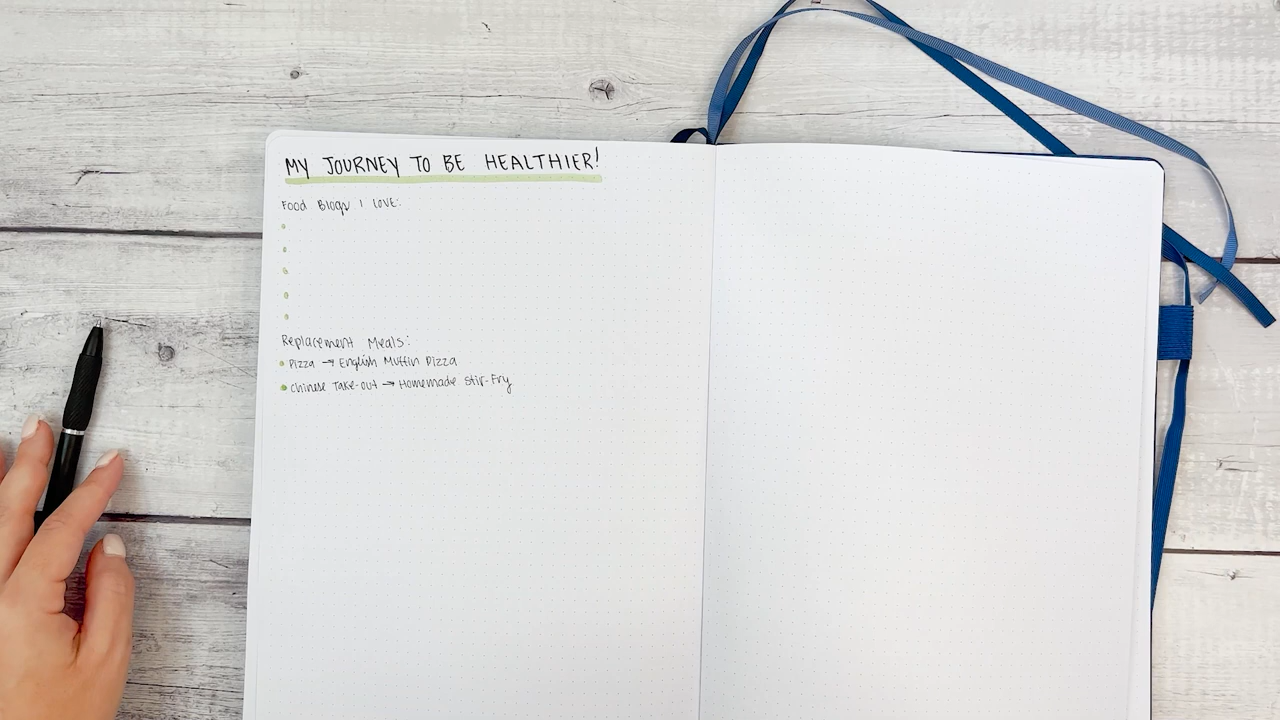 MY JOURNEY TO BE HEALTHIER!
Food Blogs I LOVE:
Replacement Meals:
Pizza → English Muffin Pizza
Chinese Take-out → Homemade Stir-Fry